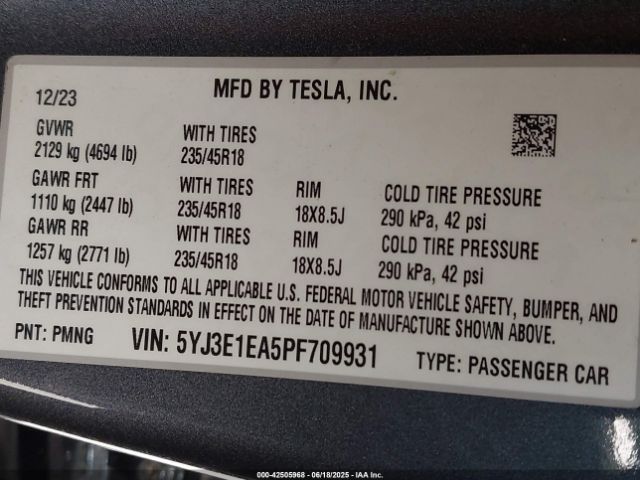 MFD BY TESLA, INC.
12/23
GVWR WITH TIRES
2129 kg (4694 lb) 235/45R18
GAWR FRT WITH TIRES RIM COLD TIRE PRESSURE
1110 kg (2447 lb) 235/45R18 18X8.5J 290 kPa, 42 psi
GAWR RR WITH TIRES RIM COLD TIRE PRESSURE
1257 kg (2771 lb) 235/45R18 18X8.5J 290 kPa, 42 psi
THIS VEHICLE CONFORMS TO ALL APPLICABLE U.S. FEDERAL MOTOR VEHICLE SAFETY, BUMPER, AND
THEFT PREVENTION STANDARDS IN EFFECT ON THE DATE OF MANUFACTURE SHOWN ABOVE.
PNT: PMNG VIN: 5YJ3E1EA5PF709931 TYPE: PASSENGER CAR
000-42505968 - 06/18/2025 - IAA Inc.